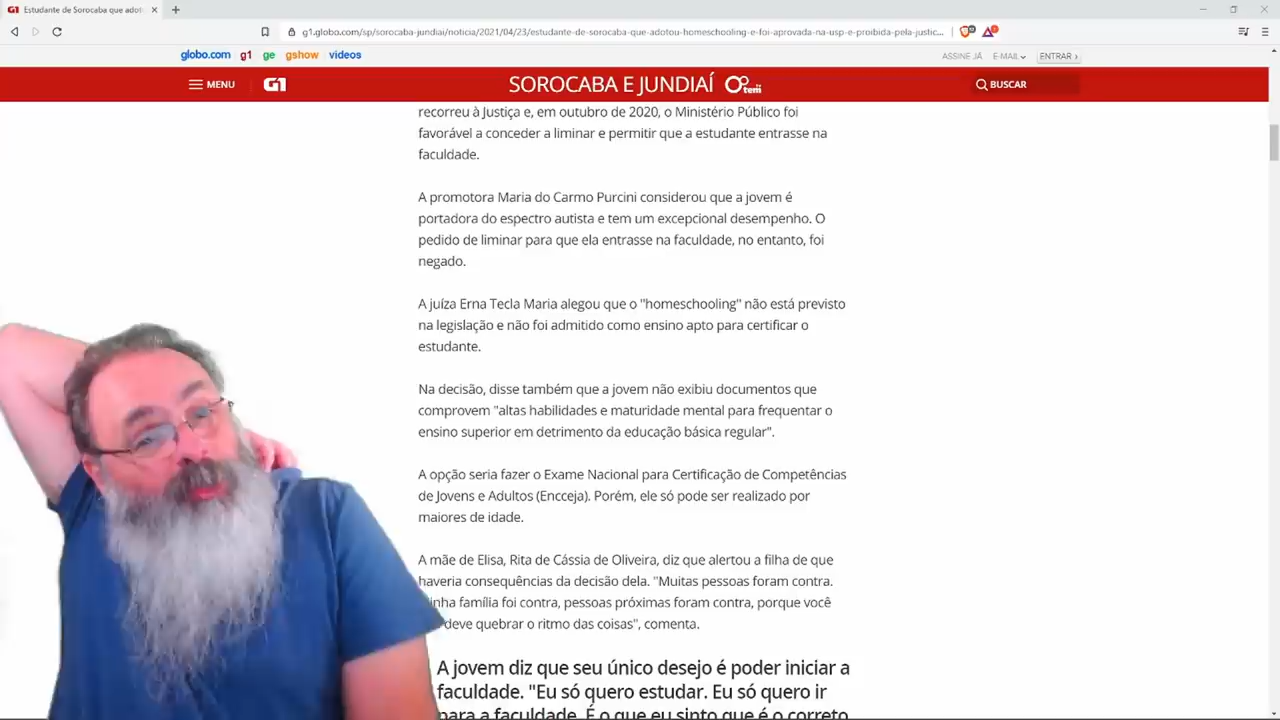 G1 Estudante de Sorocaba que adot
g1.globo.com/sp/sorocaba-jundiai/noticia/2021/04/23/estudante-de-sorocaba-que-adotou-homeschooling-e-foi-aprovada-na-usp-e-proibida-pela-justic...
globo.com g1 ge gshow videos ASSINE JÁ E-MAIL ENTRAR ›
MENU G1 SOROCABA E JUNDIAÍ tem BUSCAR
recorreu à Justiça e, em outubro de 2020, o Ministério Público foi
favorável a conceder a liminar e permitir que a estudante entrasse na
faculdade.
A promotora Maria do Carmo Purcini considerou que a jovem é
portadora do espectro autista e tem um excepcional desempenho. O
pedido de liminar para que ela entrasse na faculdade, no entanto, foi
negado.
A juíza Erna Tecla Maria alegou que o "homeschooling" não está previsto
na legislação e não foi admitido como ensino apto para certificar o
estudante.
Na decisão, disse também que a jovem não exibiu documentos que
comprovem "altas habilidades e maturidade mental para frequentar o
ensino superior em detrimento da educação básica regular".
A opção seria fazer o Exame Nacional para Certificação de Competências
de Jovens e Adultos (Encceja). Porém, ele só pode ser realizado por
maiores de idade.
A mãe de Elisa, Rita de Cássia de Oliveira, diz que alertou a filha de que
haveria consequências da decisão dela. "Muitas pessoas foram contra.
inha família foi contra, pessoas próximas foram contra, porque você
deve quebrar o ritmo das coisas", comenta.
A jovem diz que seu único desejo é poder iniciar a
faculdade. "Eu só quero estudar. Eu só quero ir
para a faculdade. É o que eu sinto que é o correto